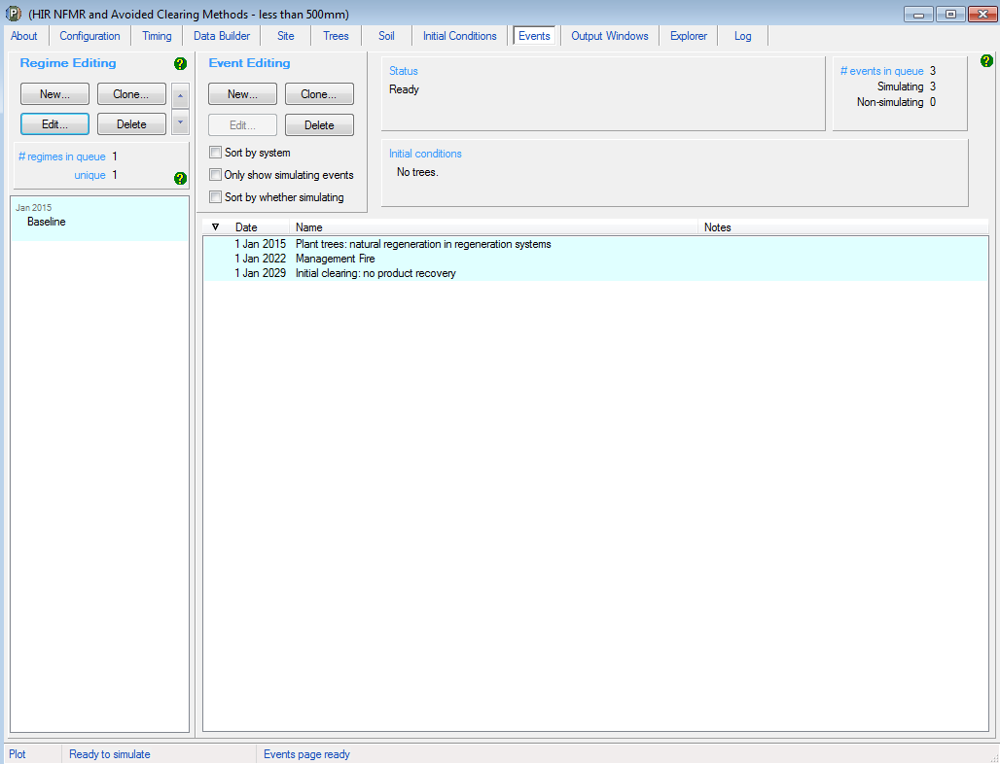 (HIR NFMR and Avoided Clearing Methods - less than 500mm)
About Configuration Timing Data Builder Site Trees Soil Initial Conditions Events Output Windows Explorer Log
Regime Editing
New... Clone...
Edit... Delete
# regimes in queue 1
unique 1
Jan 2015
Baseline
Event Editing
New... Clone...
Edit... Delete
Sort by system
Only show simulating events
Sort by whether simulating
Status
Ready
# events in queue 3
Simulating 3
Non-simulating 0
Initial conditions
No trees.
Date Name Notes
1 Jan 2015 Plant trees: natural regeneration in regeneration systems
1 Jan 2022 Management Fire
1 Jan 2029 Initial clearing: no product recovery
Plot Ready to simulate Events page ready